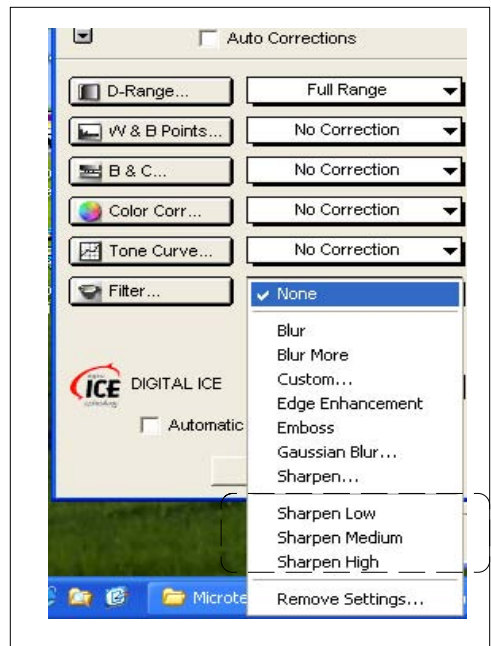 Auto Corrections
D-Range... Full Range
W & B Points... No Correction
B & C... No Correction
Color Corr... No Correction
Tone Curve... No Correction
Filter... None
Blur
Blur More
Custom...
Edge Enhancement
Emboss
Gaussian Blur...
Sharpen...
ICE DIGITAL ICE
Automatic
Sharpen Low
Sharpen Medium
Sharpen High
Microte
Remove Settings...